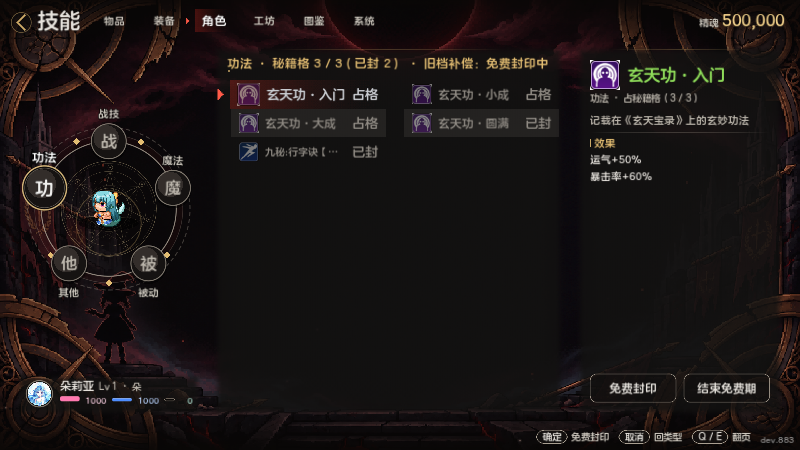 技能 物品 装备 角色 工坊 图鉴 系统 精魂 500,000
功法 · 秘籍格 3 / 3 ( 已封 2 ) · 旧档补偿: 免费封印中
玄天功 · 入门 占格 玄天功 · 小成 占格
玄天功 · 大成 占格 玄天功 · 圆满 已封
九秘:行字诀【 ··· 已封
战技
战
功法
功
魔法
魔
他
其他
被
被动
玄天功 · 入门
功法 · 占秘籍格 ( 3 / 3 )
记载在《玄天宝录》上的玄妙功法
效果
运气+50%
暴击率+60%
免费封印 结束免费期
朵莉亚 Lv1 · 朵
1000 1000 0
确定 免费封印 取消 回类型 Q / E 翻页 dev.883